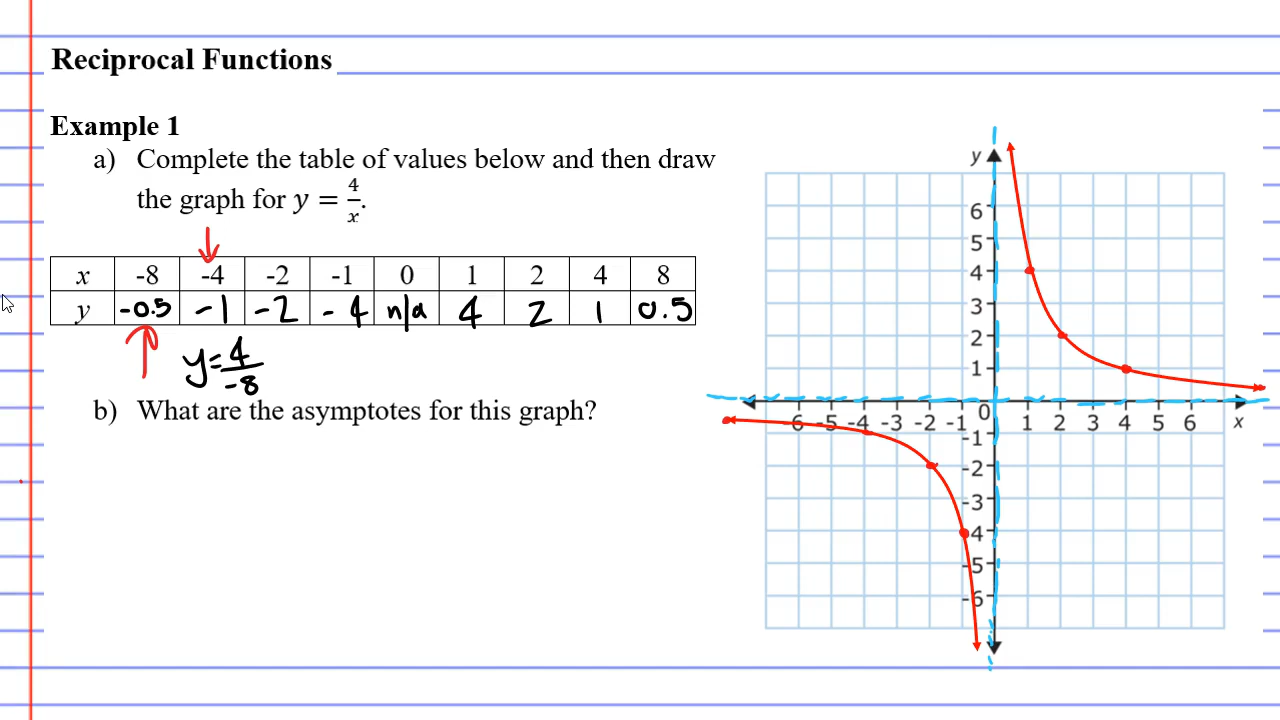 Reciprocal Functions
Example 1
a) Complete the table of values below and then draw
the graph for y = 4/x.
x -8 -4 -2 -1 0 1 2 4 8
y -0.5 -1 -2 -4 n/a 4 2 1 0.5
y = 4/-8
b) What are the asymptotes for this graph?
y
6
5
4
3
2
1
-6 -5 -4 -3 -2 -1 0 1 2 3 4 5 6 x
-1
-2
-3
-4
-5
-6